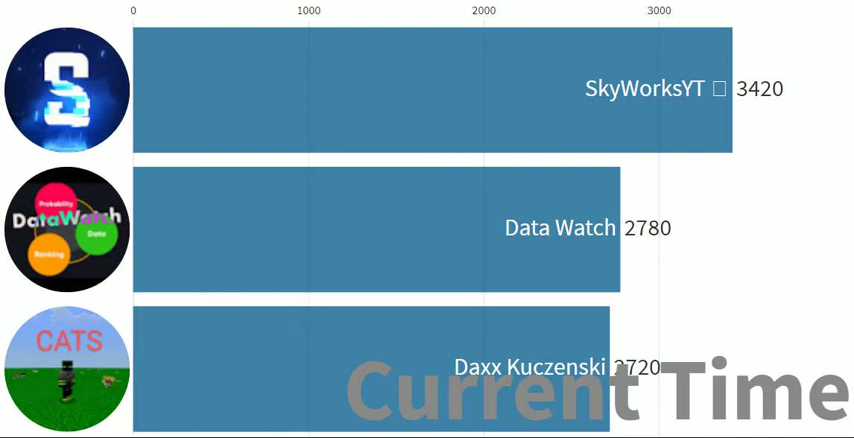 0 1000 2000 3000
S
SkyWorksYT □ 3420
Probability
DataWatch
Data
Ranking
Data Watch 2780
CATS
Daxx Kuczenski 2720
Current Time